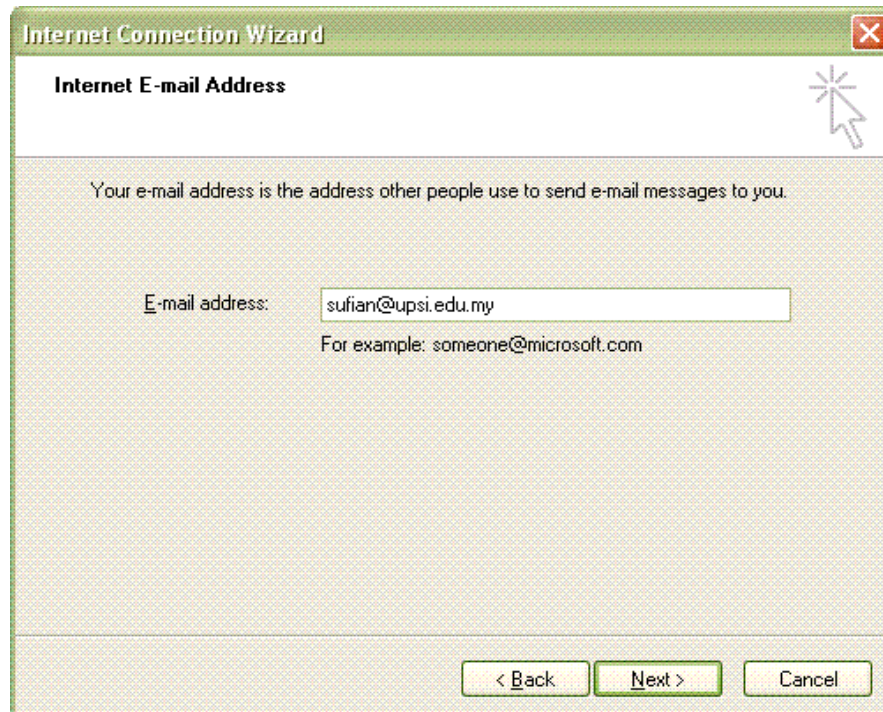 Internet Connection Wizard
Internet E-mail Address
Your e-mail address is the address other people use to send e-mail messages to you.
E-mail address: sufian@upsi.edu.my
For example: someone@microsoft.com
< Back Next > Cancel